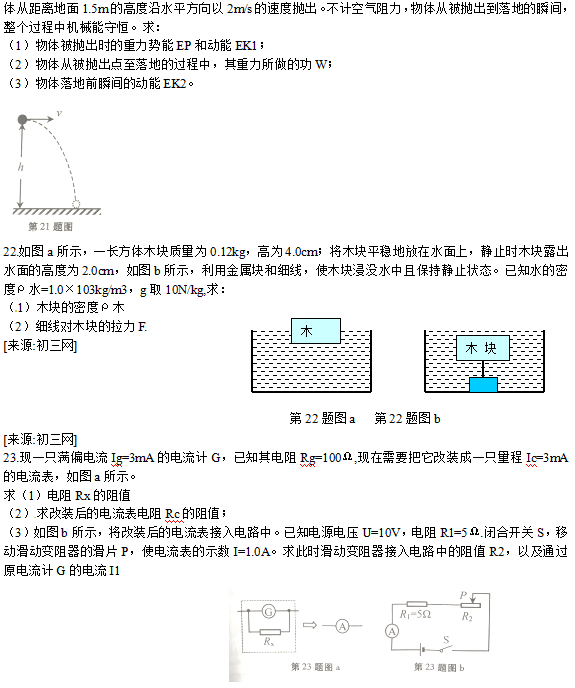 体从距离地面 1.5m的高度沿水平方向以 2m/s的速度抛出。不计空气阻力,物体从被抛出到落地的瞬间,
整个过程中机械能守恒。求:
(1)物体被抛出时的重力势能 EP 和动能 EK1;
(2)物体从被抛出点至落地的过程中,其重力所做的功 W;
(3)物体落地前瞬间的动能 EK2。
v
h
第 21 题图
22.如图 a 所示,一长方体木块质量为 0.12kg,高为 4.0cm;将木块平稳地放在水面上,静止时木块露出
水面的高度为 2.0cm,如图 b 所示,利用金属块和细线,使木块浸没水中且保持静止状态。已知水的密
度ρ水=1.0×103kg/m3,g 取 10N/kg,求:
(.1)木块的密度ρ木
(2)细线对木块的拉力 F.
[来源:初三网]
木
木 块
第 22 题图 a 第 22 题图 b
[来源:初三网]
23.现一只满偏电流 Ig=3mA 的电流计 G,已知其电阻 Rg=100Ω,现在需要把它改装成一只量程 Ic=3mA
的电流表,如图 a 所示。
求(1)电阻 Rx 的阻值
(2).求改装后的电流表电阻 Rc 的阻值;
(3)如图 b 所示,将改装后的电流表接入电路中。已知电源电压 U=10V,电阻 R1=5Ω.闭合开关 S,移
动滑动变阻器的滑片 P,使电流表的示数 I=1.0A。求此时滑动变阻器接入电路中的阻值 R2,以及通过
原电流计 G 的电流 I1
G
Rx
A
第 23 题图 a
P
R1=5Ω
R2
A
S
第 23 题图 b